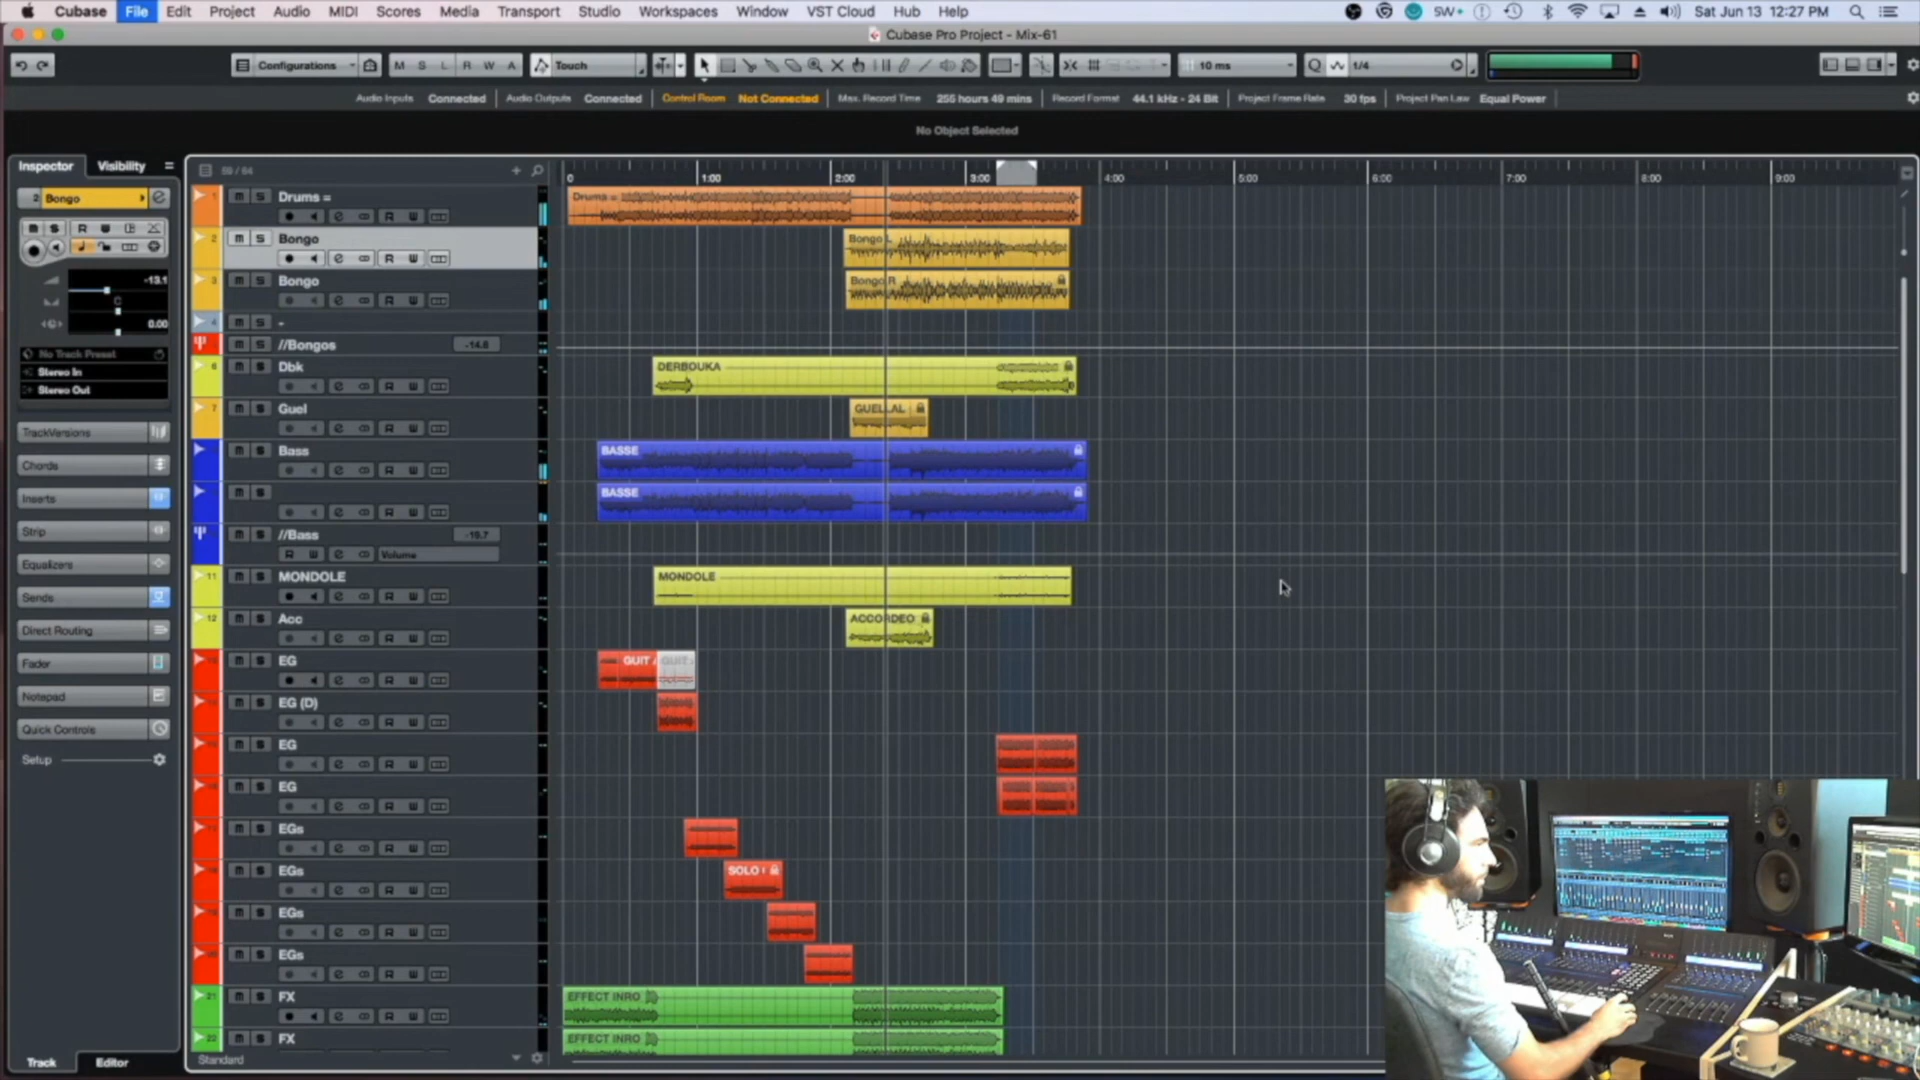 Cubase File Edit Project Audio MIDI Scores Media Transport Studio Workspaces Window VST Cloud Hub Help Sat Jun 13 12:27 PM
Cubase Pro Project - Mix-61
Configurations M S L R W A Touch 10 ms Q 1/4
Audio Inputs Connected Audio Outputs Connected Control Room Not Connected Max. Record Time 256 hours 49 mins Record Format 44.1 kHz - 24 Bit Project Frame Rate 30 fps Project Pan Law Equal Power
No Object Selected
Inspector Visibility
0 1:00 2:00 3:00 4:00 5:00 6:00 7:00 8:00 9:00
2 Bongo
-13.1
C
0.00
No Track Preset
Stereo In
Stereo Out
TrackVersions
Chords
Inserts
Strip
Equalizers
Sends
Direct Routing
Fader
Notepad
Quick Controls
Setup
Track Editor
1 Drums = Drums =
2 Bongo Bongo L
3 Bongo Bongo R
4 -
//Bongos -14.6
6 Dbk DERBOUKA
7 Guel GUELLAL
Bass BASSE
BASSE
//Bass -19.7
Volume
11 MONDOLE MONDOLE
12 Acc ACCORDEO
EG GUIT GUIT
EG (D)
EG
EG
EGs
EGs SOLO
EGs
EGs
21 FX EFFECT INRO
22 FX EFFECT INRO
Standard